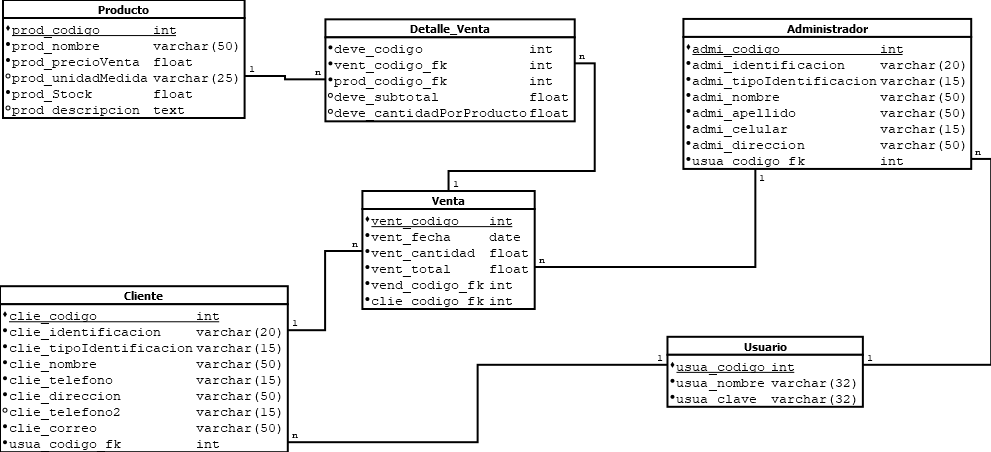 Producto
prod_codigo int
prod_nombre varchar(50)
prod_precioVenta float
prod_unidadMedida varchar(25)
prod_Stock float
prod_descripcion text
1
n
Detalle_Venta
deve_codigo int
vent_codigo_fk int
prod_codigo_fk int
deve_subtotal float
deve_cantidadPorProducto float
n
Administrador
admi_codigo int
admi_identificacion varchar(20)
admi_tipoIdentificacion varchar(15)
admi_nombre varchar(50)
admi_apellido varchar(50)
admi_celular varchar(15)
admi_direccion varchar(50)
usua_codigo_fk int
n
1
1
Venta
vent_codigo int
vent_fecha date
vent_cantidad float
vent_total float
vend_codigo_fk int
clie_codigo_fk int
n
n
Cliente
clie_codigo int
clie_identificacion varchar(20)
clie_tipoIdentificacion varchar(15)
clie_nombre varchar(50)
clie_telefono varchar(15)
clie_direccion varchar(50)
clie_telefono2 varchar(15)
clie_correo varchar(50)
usua_codigo_fk int
1
n
Usuario
usua_codigo int
usua_nombre varchar(32)
usua_clave varchar(32)
1
1